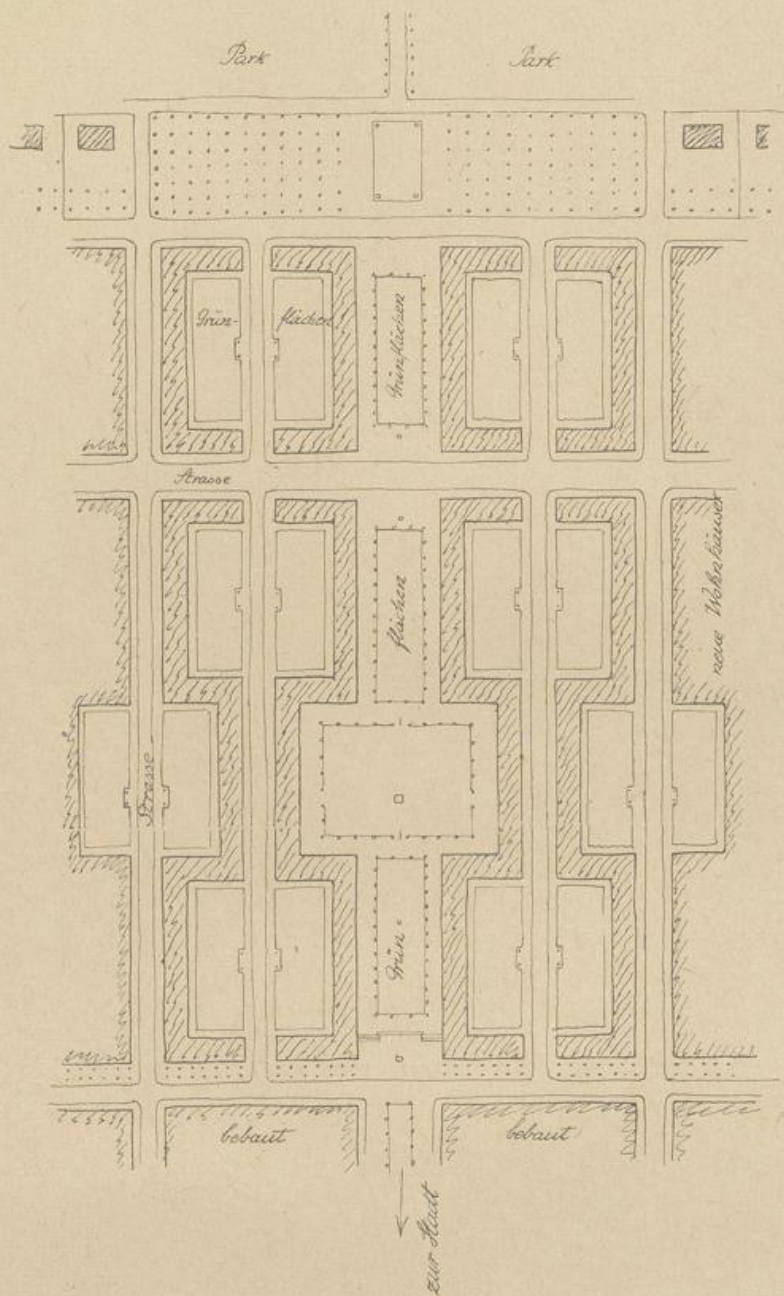 Park
Park
Grün-
flächen
Grünflächen
Strasse
flächen
neue Wohnhäuser
Strasse
Grün-
bebaut
bebaut
zur Stadt